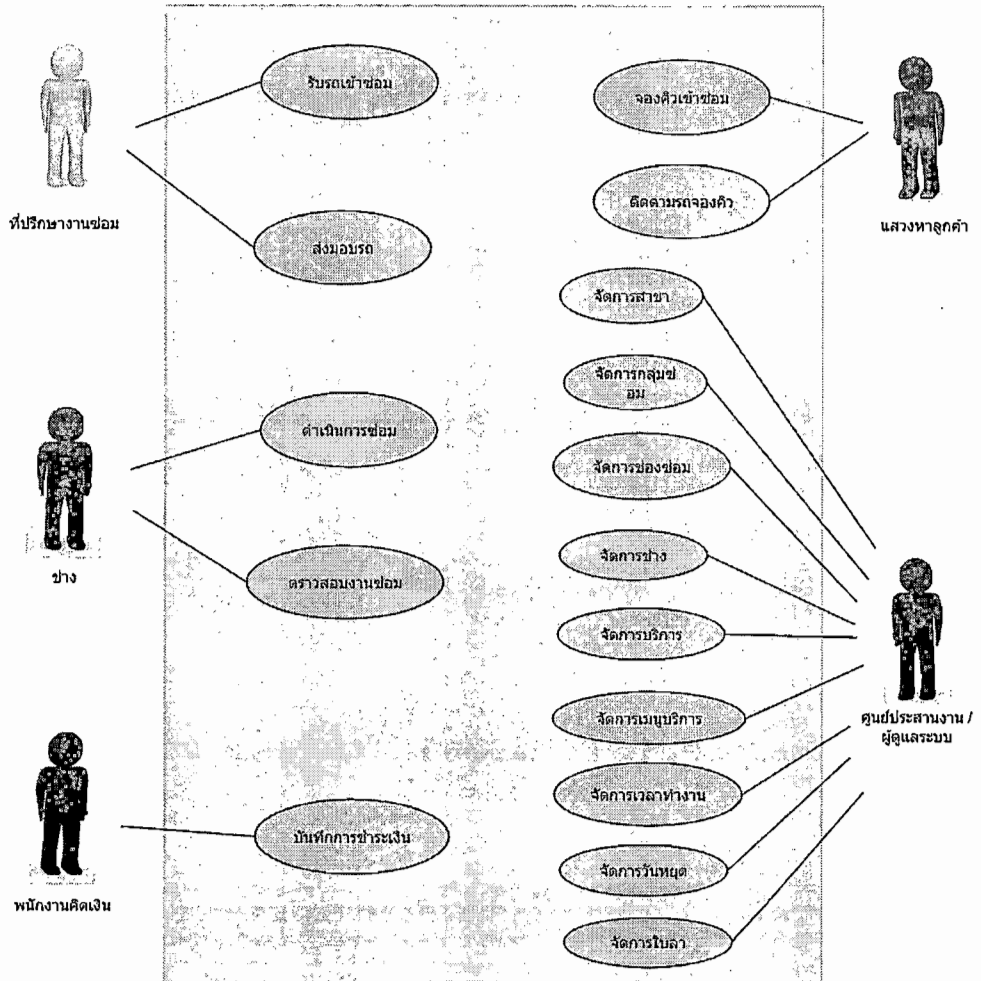 รับรถเข้าซ่อม
จองคิวเข้าซ่อม
ที่ปรึกษางานซ่อม
ส่งมอบรถ
ติดตามรถจองคิว
แสวงหาลูกค้า
จัดการสาขา
จัดการกลุ่มซ่
อม
ดำเนินการซ่อม
จัดการช่องซ่อม
ช่าง
ตราวสอบงานซ่อม
จัดการช่าง
จัดการบริการ
จัดการเมนูบริการ
ศูนย์ประสานงาน /
ผู้ดูแลระบบ
จัดการเวลาทำงาน
บันทึกการชำระเงิน
จัดการวันหยุด
พนักงานคิดเงิน
จัดการใบลา